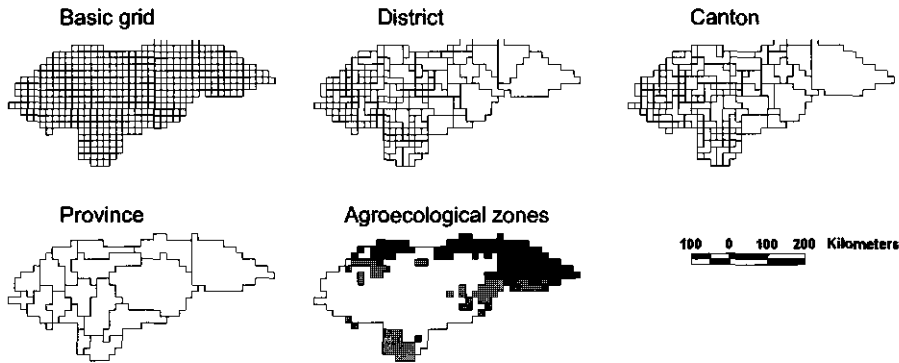 Basic grid
District
Canton
Province
Agroecological zones
100 0 100 200 Kilometers